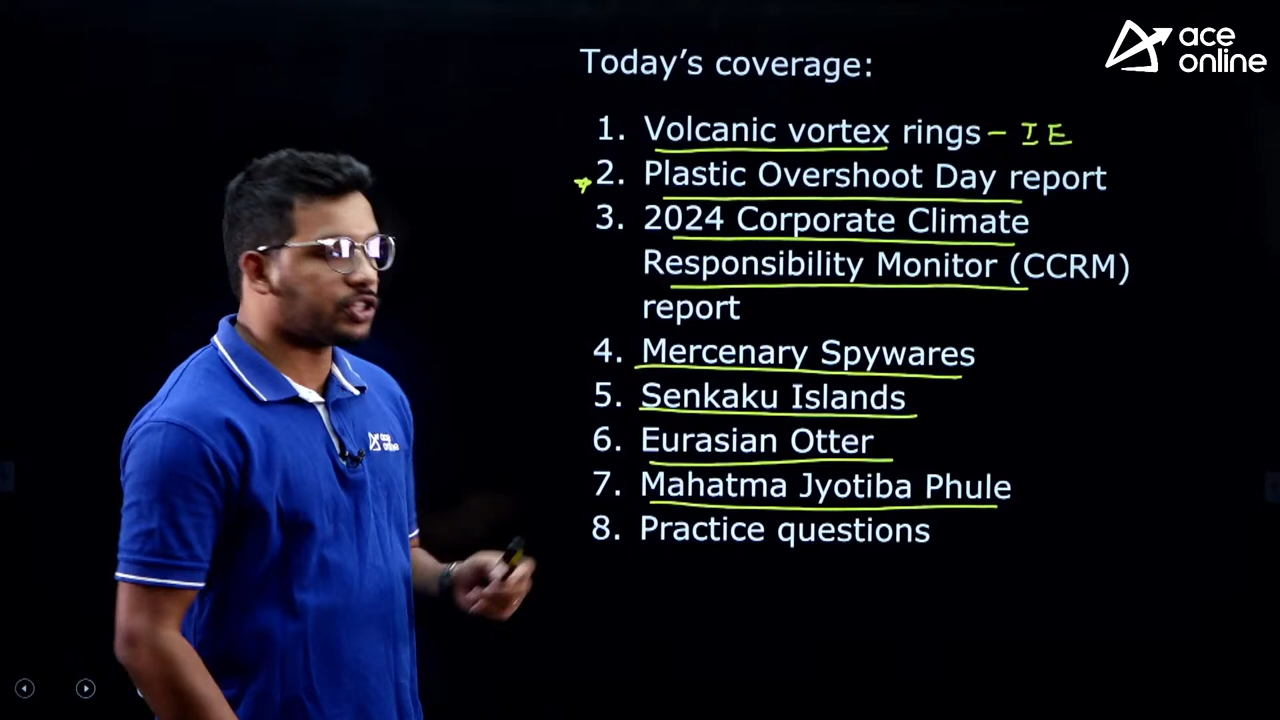 ace
online
Today's coverage:
1. Volcanic vortex rings - IE
2. Plastic Overshoot Day report
3. 2024 Corporate Climate
Responsibility Monitor (CCRM)
report
4. Mercenary Spywares
5. Senkaku Islands
6. Eurasian Otter
7. Mahatma Jyotiba Phule
8. Practice questions
ace
online